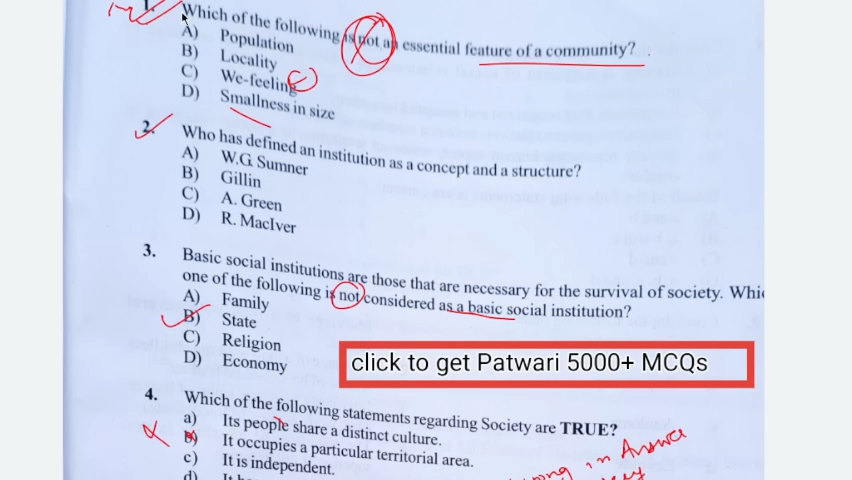 1. Which of the following is not an essential feature of a community?
A) Population
B) Locality
C) We-feeling
D) Smallness in size
2. Who has defined an institution as a concept and a structure?
A) W.G. Sumner
B) Gillin
C) A. Green
D) R. MacIver
3. Basic social institutions are those that are necessary for the survival of society.
one of the following is not considered as a basic social institution?
A) Family
B) State
C) Religion
D) Economy
click to get Patwari 5000+ MCQs
4. Which of the following statements regarding Society are TRUE?
a) Its people share a distinct culture.
b) It occupies a particular territorial area.
c) It is independent.
d)
in Answer